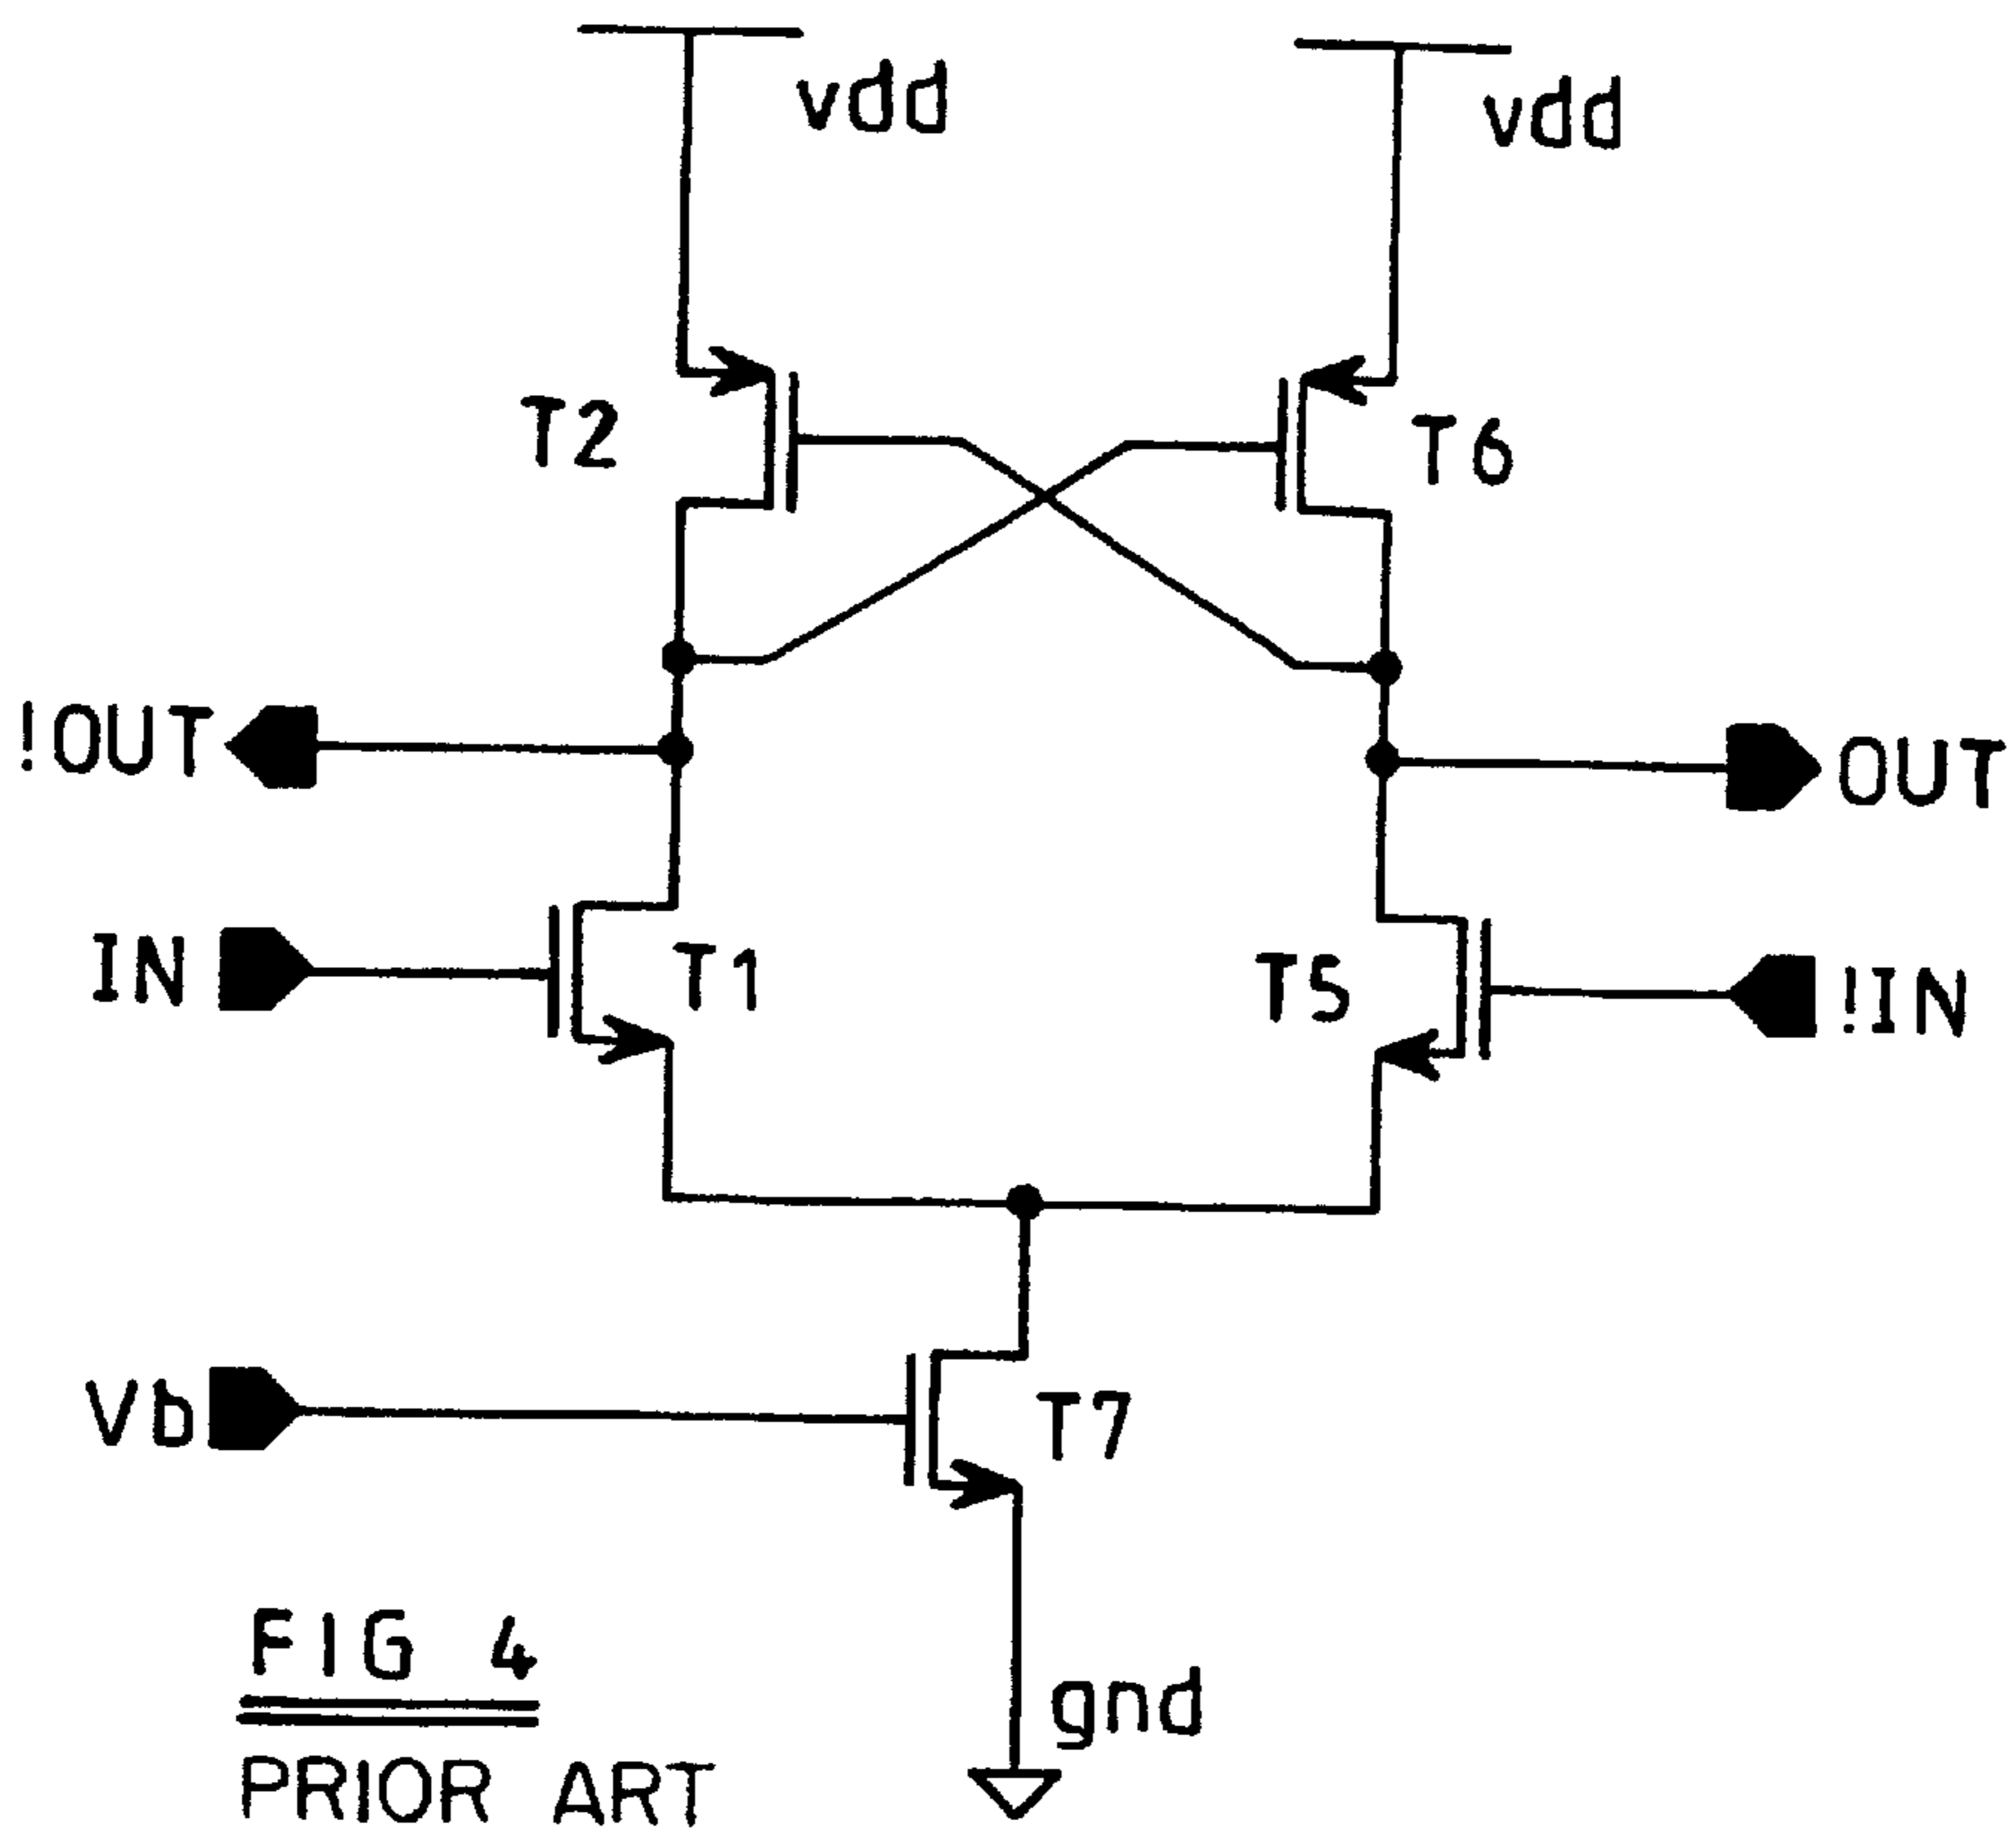 vdd
vdd
T2
T6
!OUT
OUT
IN
T1
T5
!IN
Vb
T7
FIG 4
gnd
PRIOR ART